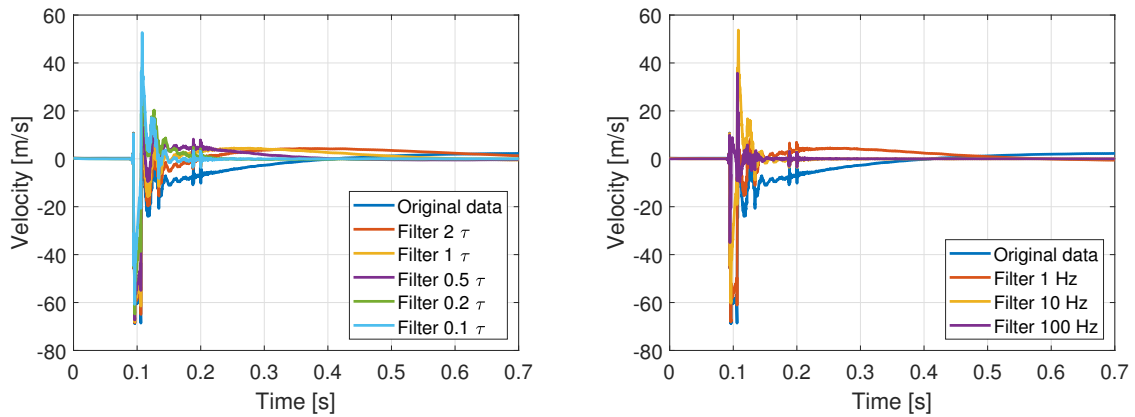 60
40
20
0
-20
-40
-60
-80
Velocity [m/s]
0 0.1 0.2 0.3 0.4 0.5 0.6 0.7
Time [s]
Original data
Filter 2 τ
Filter 1 τ
Filter 0.5 τ
Filter 0.2 τ
Filter 0.1 τ
60
40
20
0
-20
-40
-60
-80
Velocity [m/s]
0 0.1 0.2 0.3 0.4 0.5 0.6 0.7
Time [s]
Original data
Filter 1 Hz
Filter 10 Hz
Filter 100 Hz